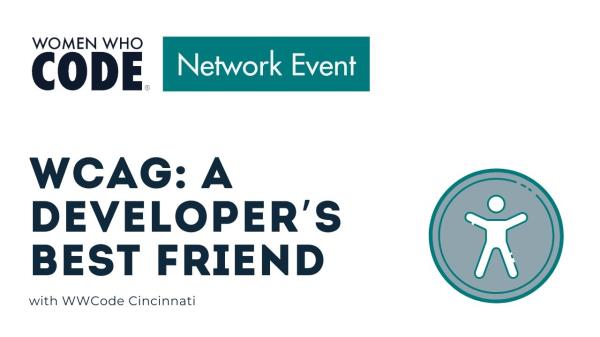 WOMEN WHO
CODE®
Network Event
WCAG: A
DEVELOPER’S
BEST FRIEND
with WWCode Cincinnati